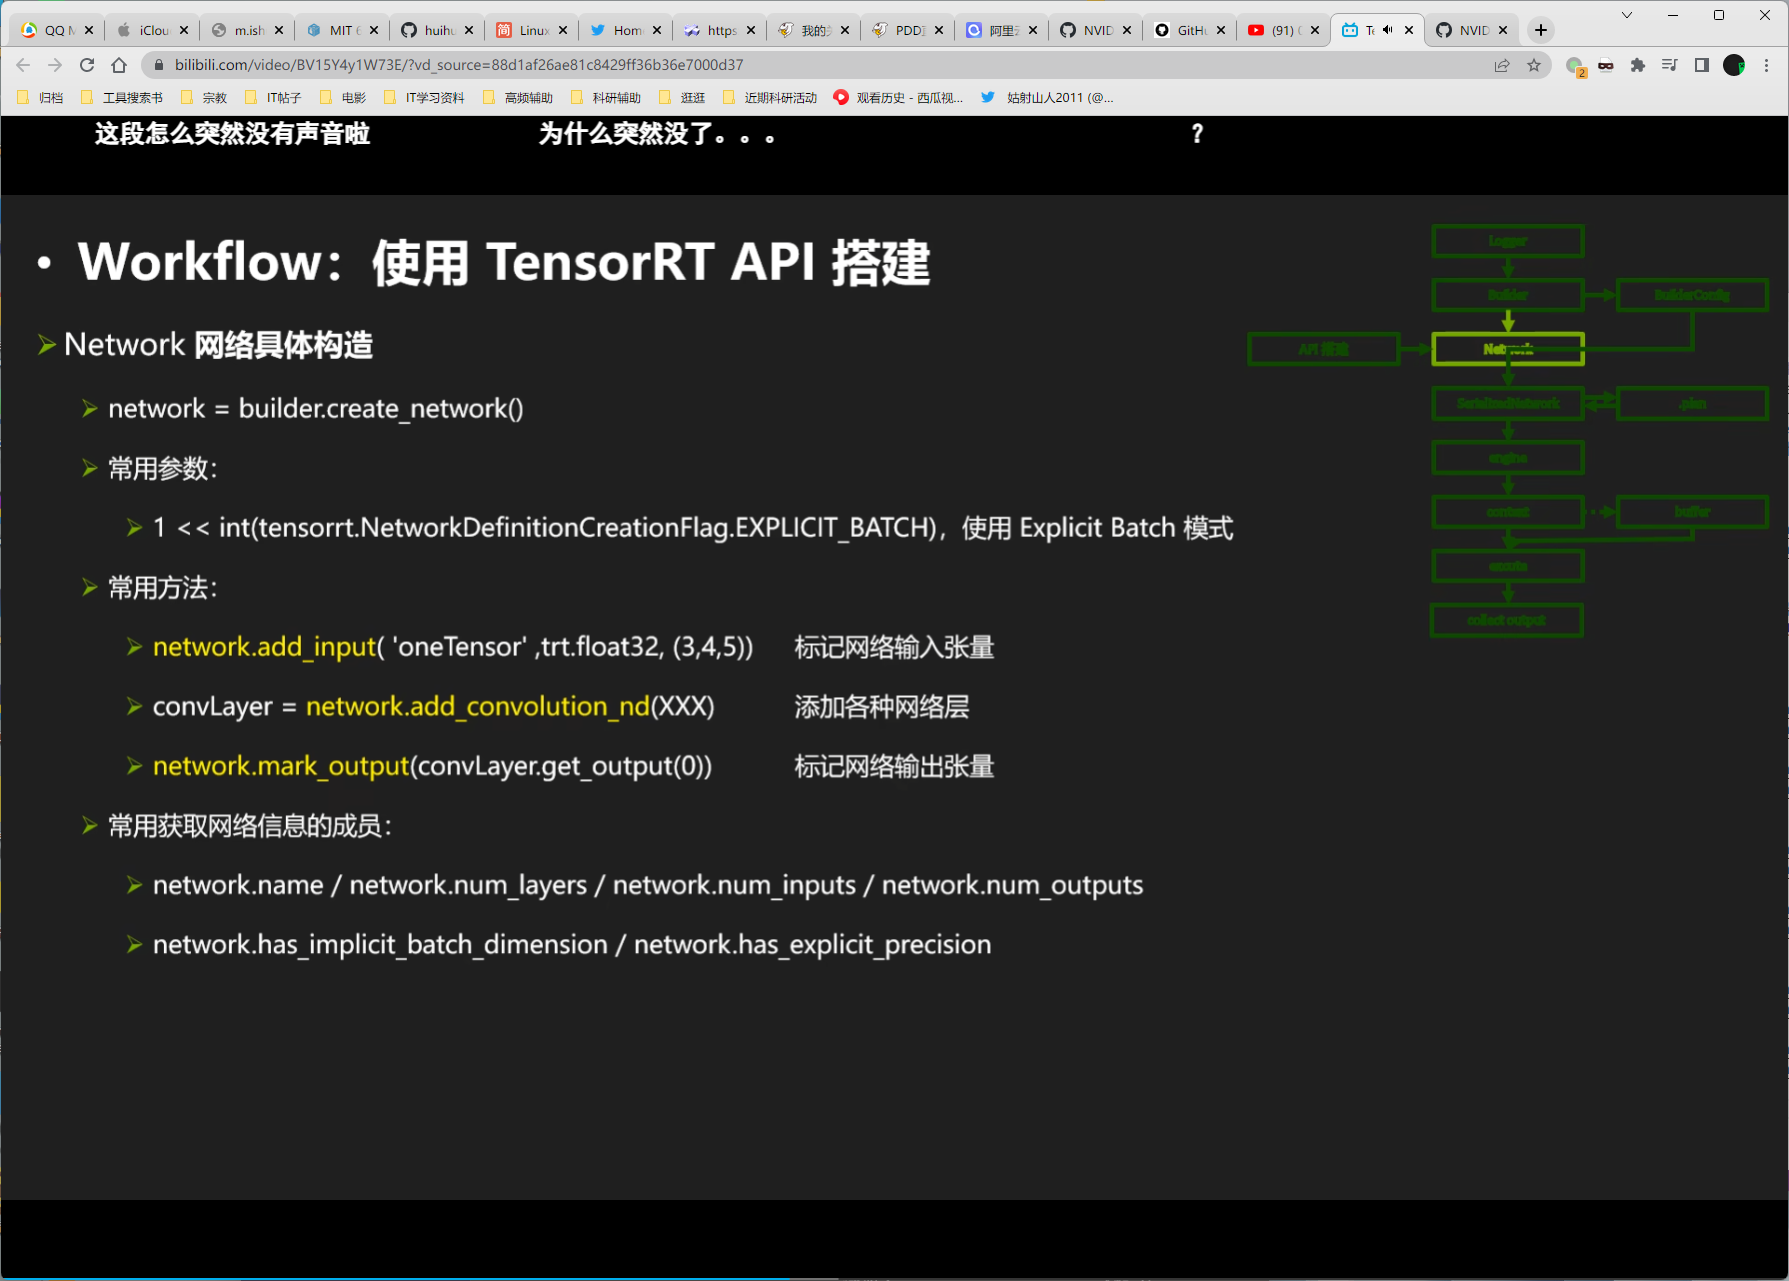 QQ M
iClou
m.ish
MIT 6
huihu
Linux
Hom
https
我的关
PDD
阿里云
NVID
GitHu
(91) (
Te
NVID
bilibili.com/video/BV15Y4y1W73E/?vd_source=88d1af26ae81c8429ff36b36e7000d37
2
归档
工具搜索书
宗教
IT帖子
电影
IT学习资料
高频辅助
科研辅助
逛逛
近期科研活动
观看历史 - 西瓜视...
姑射山人2011 (@...
这段怎么突然没有声音啦
为什么突然没了。。。
?
• Workflow：使用 TensorRT API 搭建
Network 网络具体构造
network = builder.create_network()
常用参数：
1 << int(tensorrt.NetworkDefinitionCreationFlag.EXPLICIT_BATCH)，使用 Explicit Batch 模式
常用方法：
network.add_input( 'oneTensor' ,trt.float32, (3,4,5)) 标记网络输入张量
convLayer = network.add_convolution_nd(XXX) 添加各种网络层
network.mark_output(convLayer.get_output(0)) 标记网络输出张量
常用获取网络信息的成员：
network.name / network.num_layers / network.num_inputs / network.num_outputs
network.has_implicit_batch_dimension / network.has_explicit_precision
Logger
Builder
BuilderConfig
API 搭建
Network
SerializedNetwork
.plan
engine
context
buffer
collect output